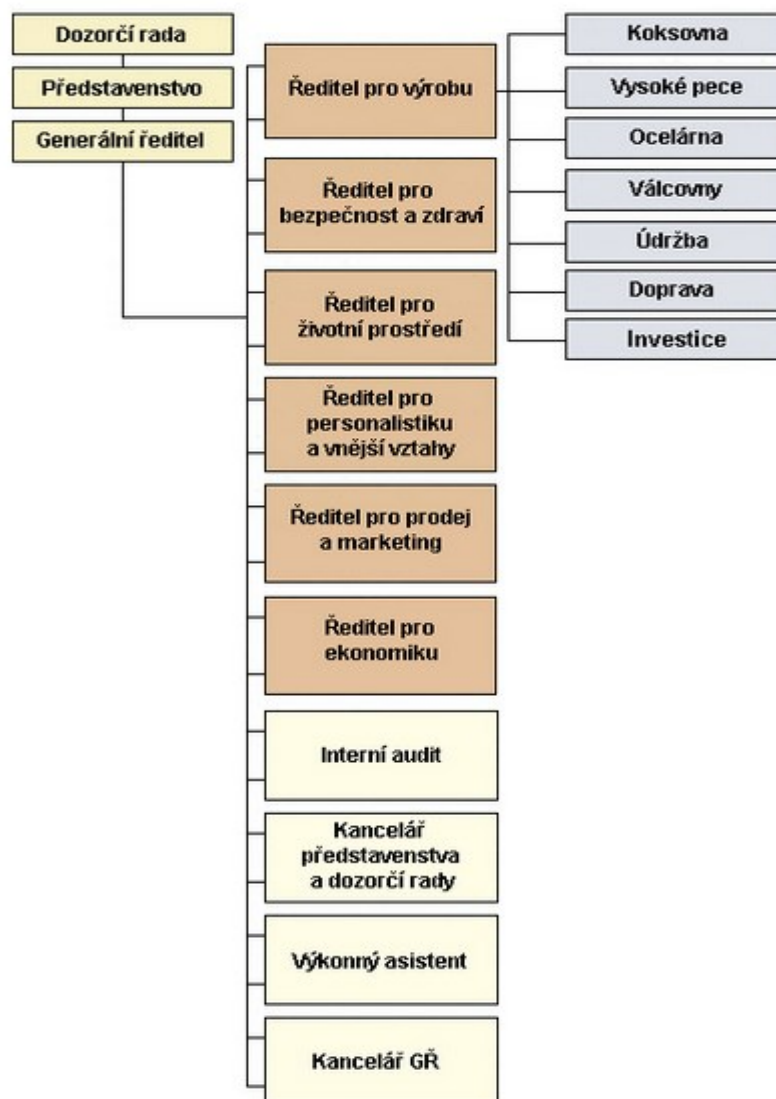 Dozorčí rada
Představenstvo
Generální ředitel
Ředitel pro výrobu
Ředitel pro
bezpečnost a zdraví
Ředitel pro
životní prostředí
Ředitel pro
personalistiku
a vnější vztahy
Ředitel pro prodej
a marketing
Ředitel pro
ekonomiku
Interní audit
Kancelář
představenstva
a dozorčí rady
Výkonný asistent
Kancelář GŘ
Koksovna
Vysoké pece
Ocelárna
Válcovny
Údržba
Doprava
Investice